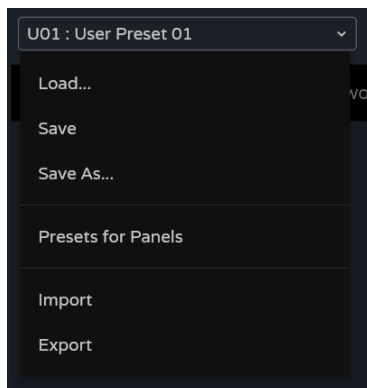 U01 : User Preset 01
Load...
Save
Save As...
Presets for Panels
Import
Export